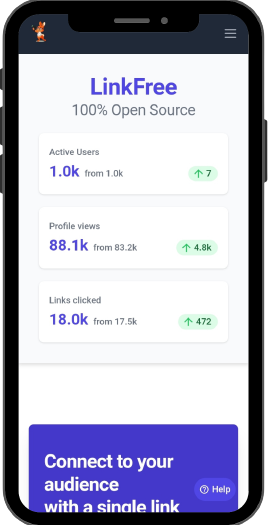 LinkFree
100% Open Source
Active Users
1.0k from 1.0k
7
Profile views
88.1k from 83.2k
4.8k
Links clicked
18.0k from 17.5k
472
Connect to your
audience
with a single link
Help